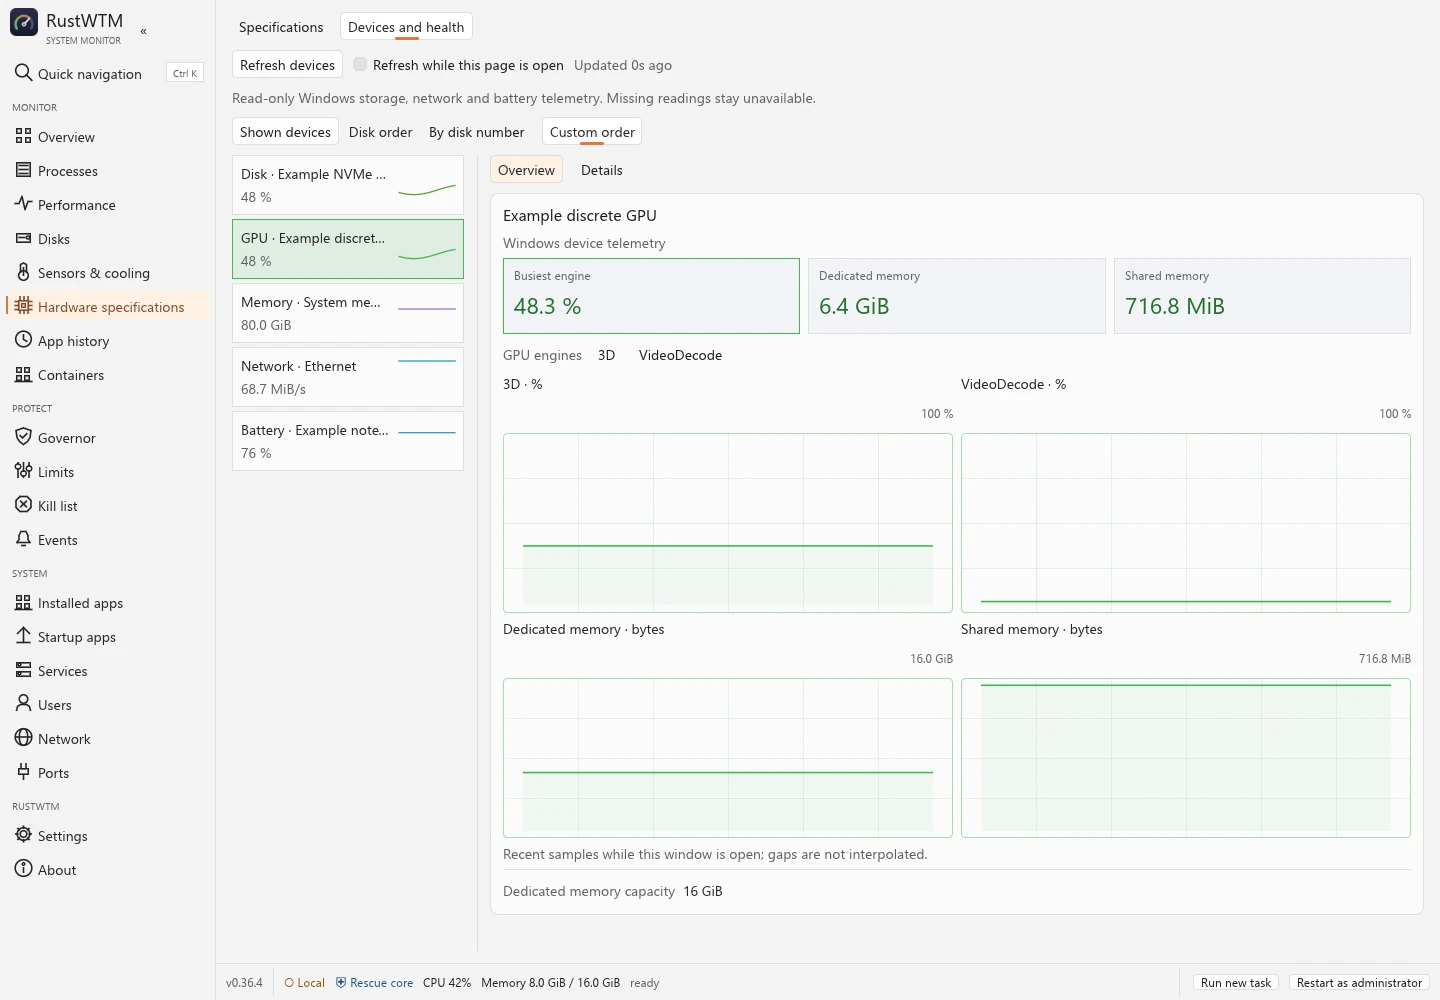 RustWTM
SYSTEM MONITOR
«
Quick navigation
Ctrl K
MONITOR
Overview
Processes
Performance
Disks
Sensors & cooling
Hardware specifications
App history
Containers
PROTECT
Governor
Limits
Kill list
Events
SYSTEM
Installed apps
Startup apps
Services
Users
Network
Ports
RUSTWTM
Settings
About
Specifications
Devices and health
Refresh devices
Refresh while this page is open
Updated 0s ago
Read-only Windows storage, network and battery telemetry. Missing readings stay unavailable.
Shown devices
Disk order
By disk number
Custom order
Disk · Example NVMe ...
48 %
GPU · Example discret...
48 %
Memory · System me...
80.0 GiB
Network · Ethernet
68.7 MiB/s
Battery · Example note...
76 %
Overview
Details
Example discrete GPU
Windows device telemetry
Busiest engine
48.3 %
Dedicated memory
6.4 GiB
Shared memory
716.8 MiB
GPU engines
3D
VideoDecode
3D · %
100 %
VideoDecode · %
100 %
Dedicated memory · bytes
16.0 GiB
Shared memory · bytes
716.8 MiB
Recent samples while this window is open; gaps are not interpolated.
Dedicated memory capacity 16 GiB
v0.36.4
Local
Rescue core
CPU 42%
Memory 8.0 GiB / 16.0 GiB
ready
Run new task
Restart as administrator